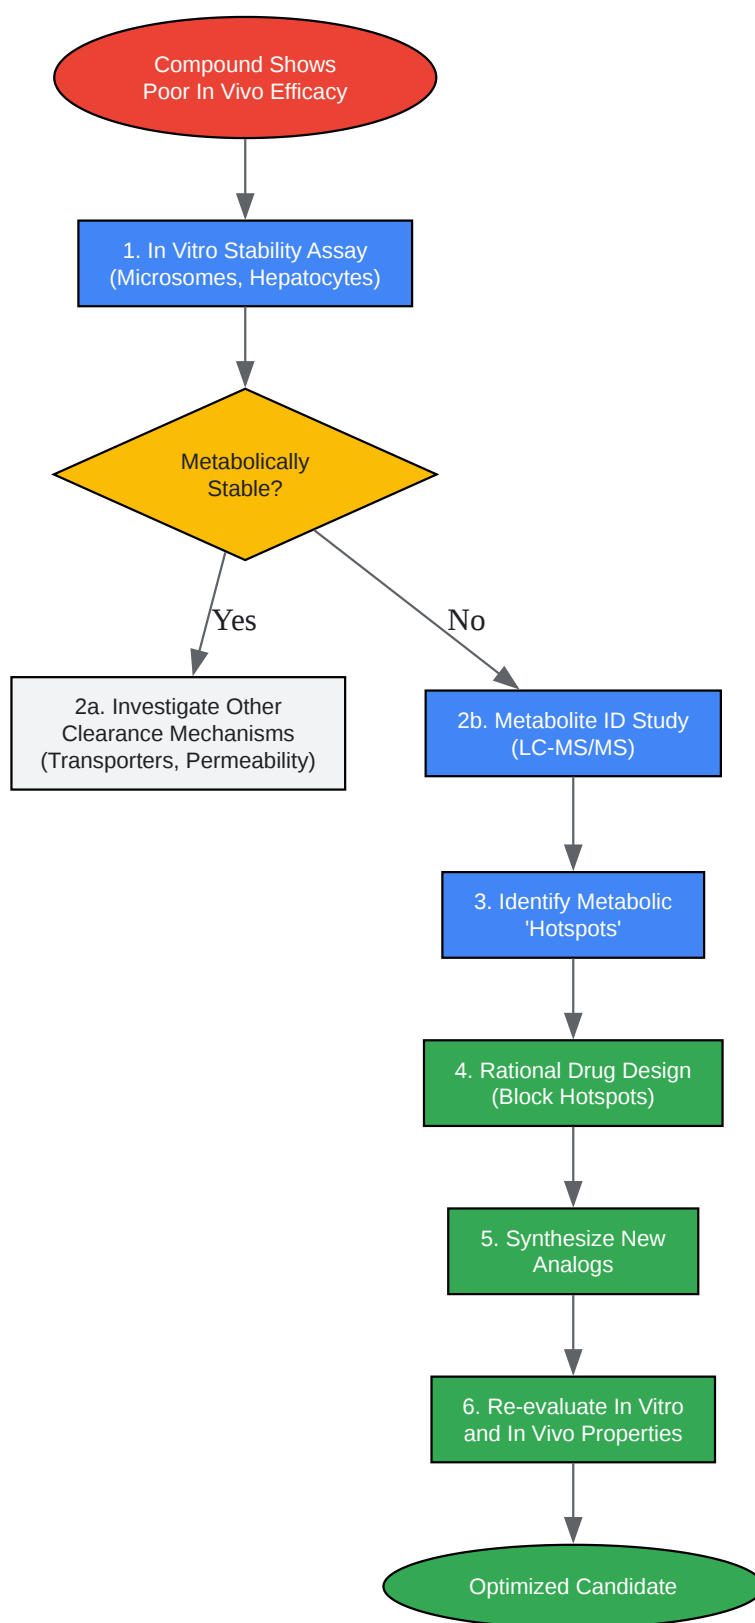 Compound Shows
Poor In Vivo Efficacy
1. In Vitro Stability Assay
(Microsomes, Hepatocytes)
Metabolically
Stable?
Yes
No
2a. Investigate Other
Clearance Mechanisms
(Transporters, Permeability)
2b. Metabolite ID Study
(LC-MS/MS)
3. Identify Metabolic
'Hotspots'
4. Rational Drug Design
(Block Hotspots)
5. Synthesize New
Analogs
6. Re-evaluate In Vitro
and In Vivo Properties
Optimized Candidate